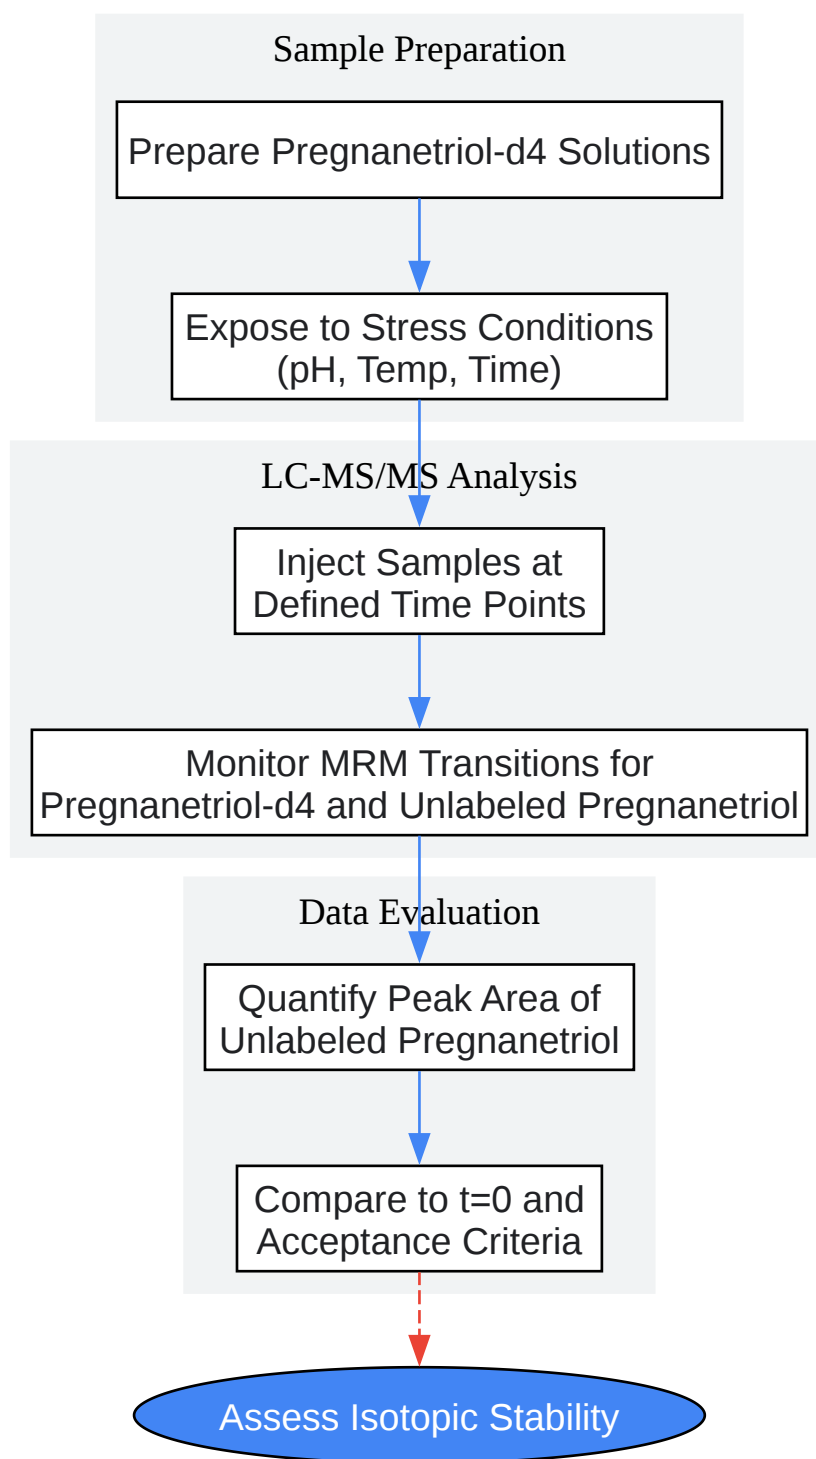 Sample Preparation
Prepare Pregnanetriol-d4 Solutions
Expose to Stress Conditions
(pH, Temp, Time)
LC-MS/MS Analysis
Inject Samples at
Defined Time Points
Monitor MRM Transitions for
Pregnanetriol-d4 and Unlabeled Pregnanetriol
Data Evaluation
Quantify Peak Area of
Unlabeled Pregnanetriol
Compare to t=0 and
Acceptance Criteria
Assess Isotopic Stability